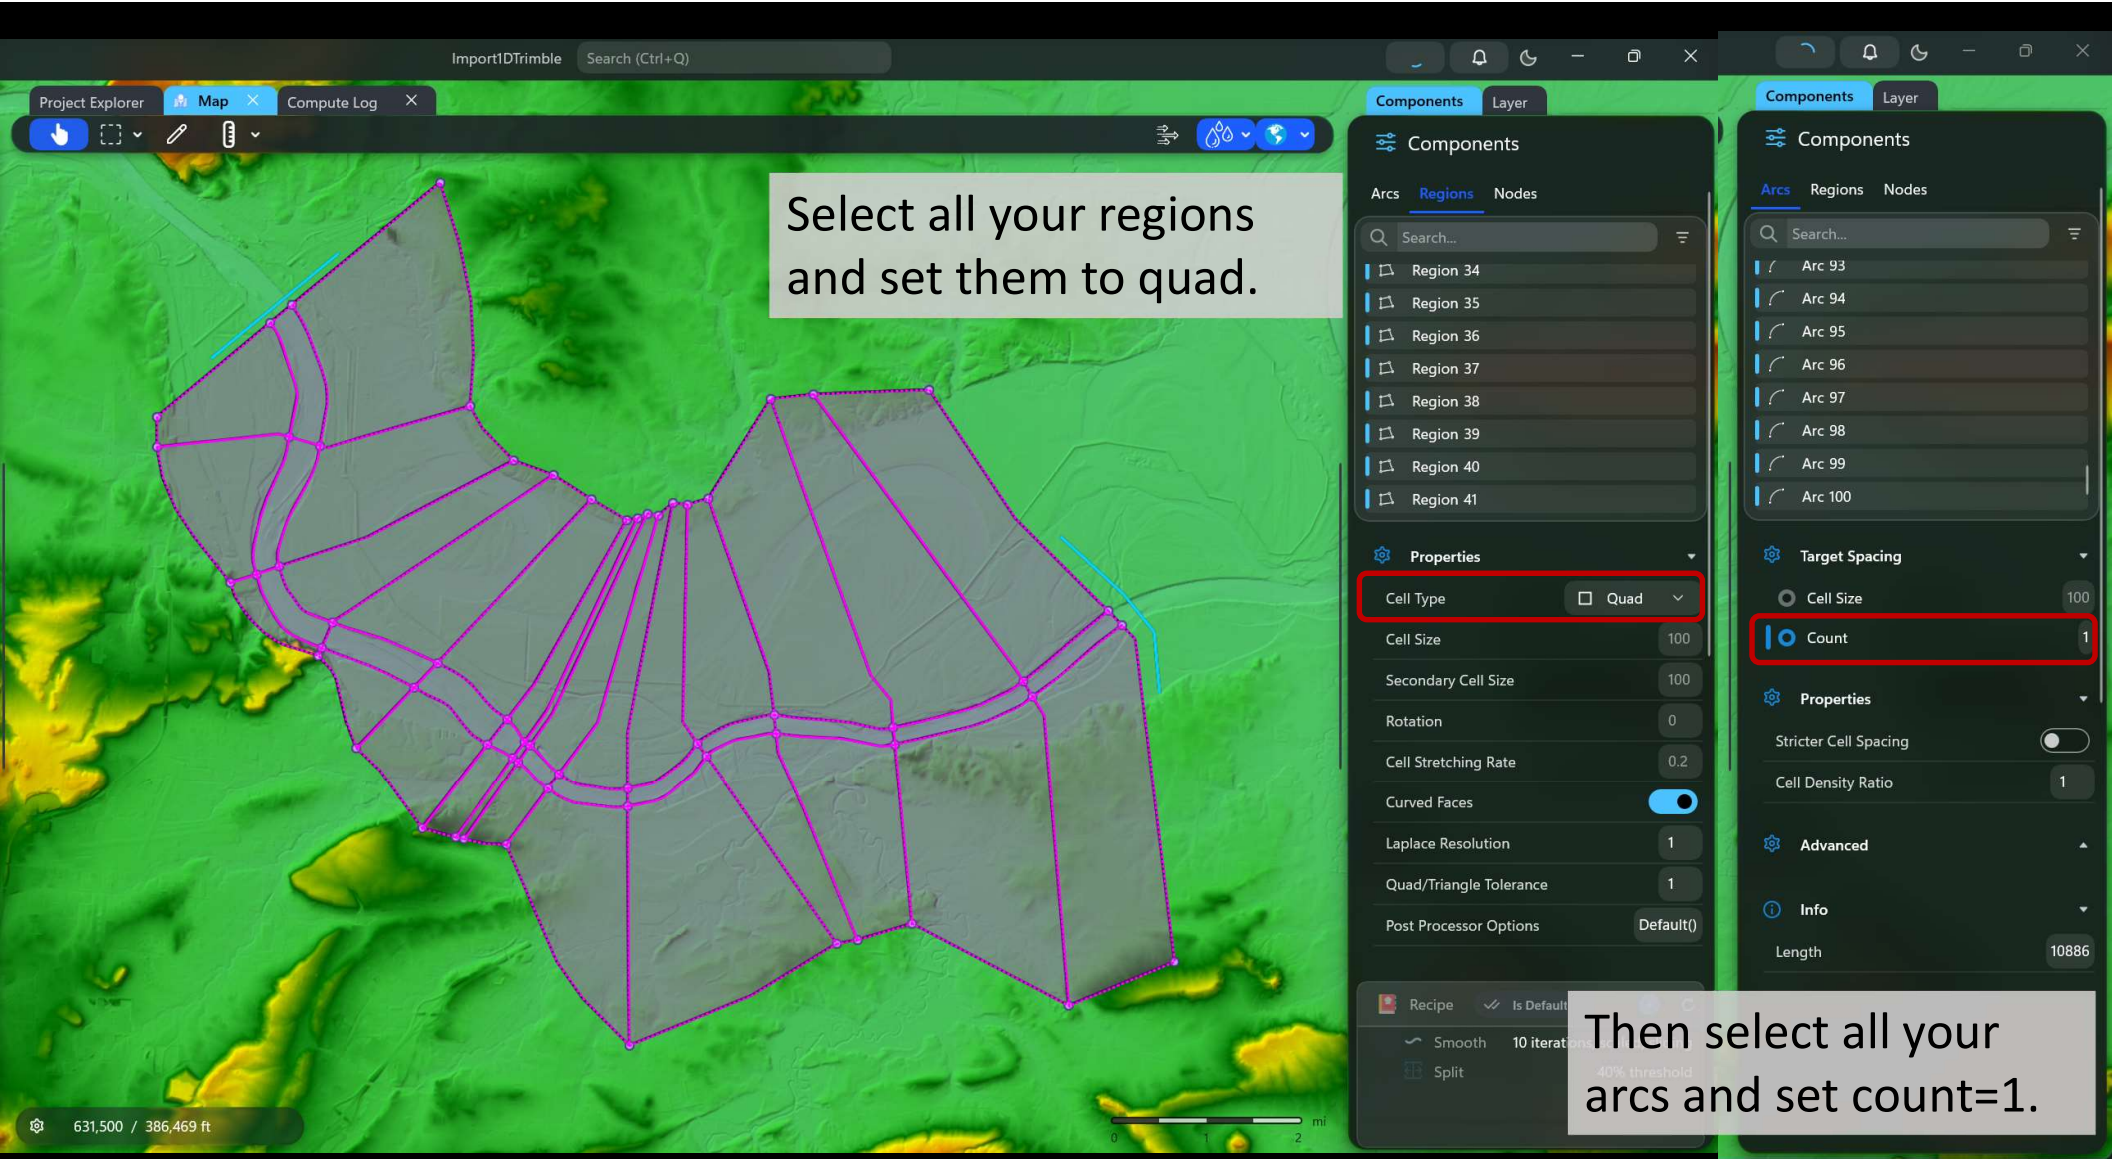 Import1DTrimble
Search (Ctrl+Q)
Project Explorer
Map
Compute Log
Select all your regions
and set them to quad.
631,500 / 386,469 ft
0 1 2 mi
Components
Layer
Components
Arcs Regions Nodes
Search...
Region 34
Region 35
Region 36
Region 37
Region 38
Region 39
Region 40
Region 41
Properties
Cell Type Quad
Cell Size 100
Secondary Cell Size 100
Rotation 0
Cell Stretching Rate 0.2
Curved Faces
Laplace Resolution 1
Quad/Triangle Tolerance 1
Post Processor Options Default()
Recipe Is Default
Smooth 10 iterations
Split 40% threshold
Components
Layer
Components
Arcs Regions Nodes
Search...
Arc 93
Arc 94
Arc 95
Arc 96
Arc 97
Arc 98
Arc 99
Arc 100
Target Spacing
Cell Size 100
Count 1
Properties
Stricter Cell Spacing
Cell Density Ratio 1
Advanced
Info
Length 10886
Then select all your
arcs and set count=1.